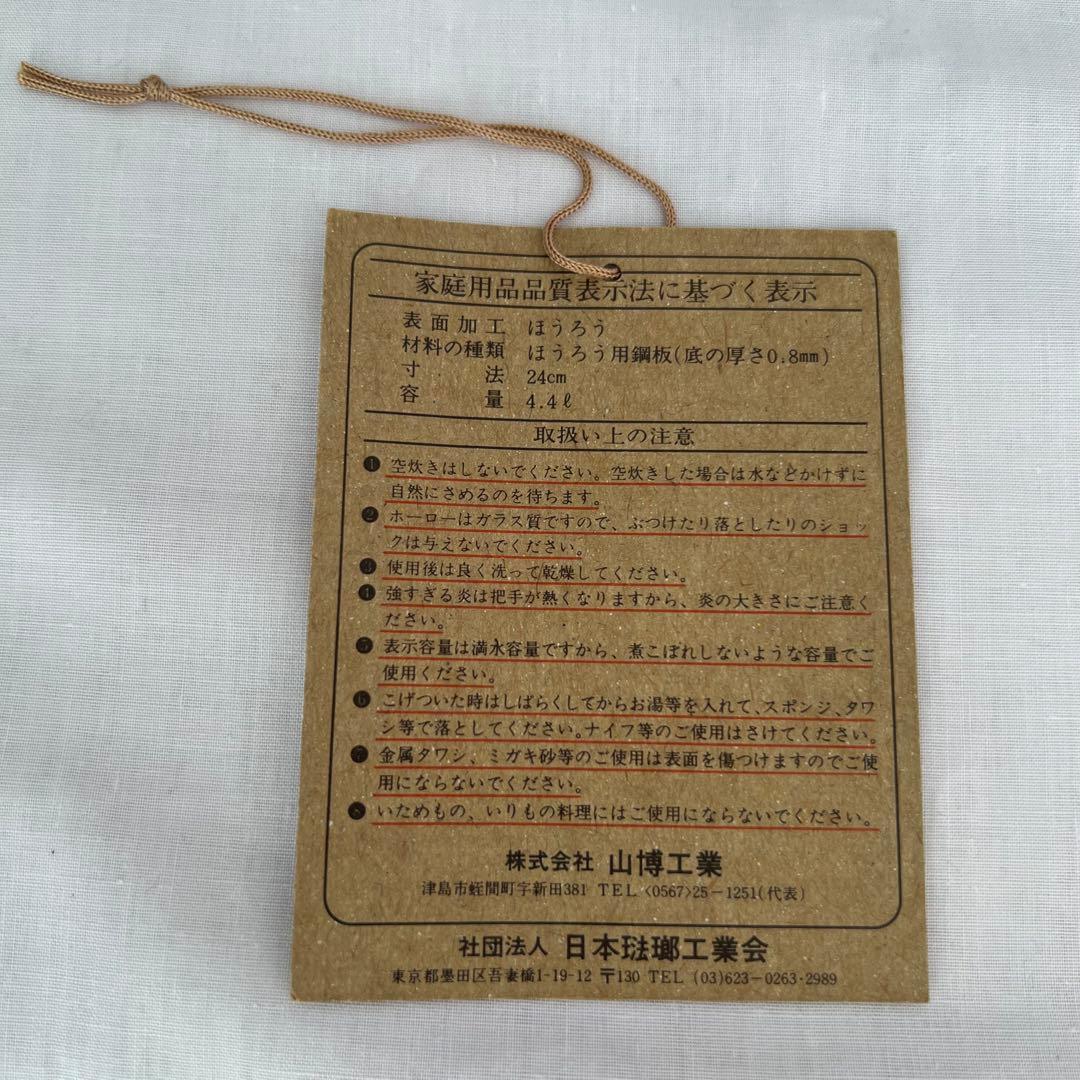 家庭用品品質表示法に基づく表示
表面加工 ほうろう
材料の種類 ほうろう用鋼板(底の厚さ0.8mm)
寸法 24cm
容量 4.4ℓ
取扱い上の注意
❶ 空炊きはしないでください。空炊きした場合は水などかけずに
自然にさめるのを待ちます。
❷ ホーローはガラス質ですので、ぶつけたり落としたりのショッ
クは与えないでください。
❸ 使用後は良く洗って乾燥してください。
❹ 強すぎる炎は把手が熱くなりますから、炎の大きさにご注意く
ださい。
❺ 表示容量は満水容量ですから、煮こぼれしないような容量でご
使用ください。
❻ こげついた時はしばらくしてからお湯等を入れて、スポンジ、タワ
シ等で落としてください。ナイフ等のご使用はさけてください。
❼ 金属タワシ、ミガキ砂等のご使用は表面を傷つけますのでご使
用にならないでください。
❽ いためもの、いりもの料理にはご使用にならないでください。
株式会社 山博工業
津島市蛭間町字新田381 TEL <0567>25-1251(代表)
社団法人 日本琺瑯工業会
東京都墨田区吾妻橋1-19-12 〒130 TEL (03)623-0263·2989